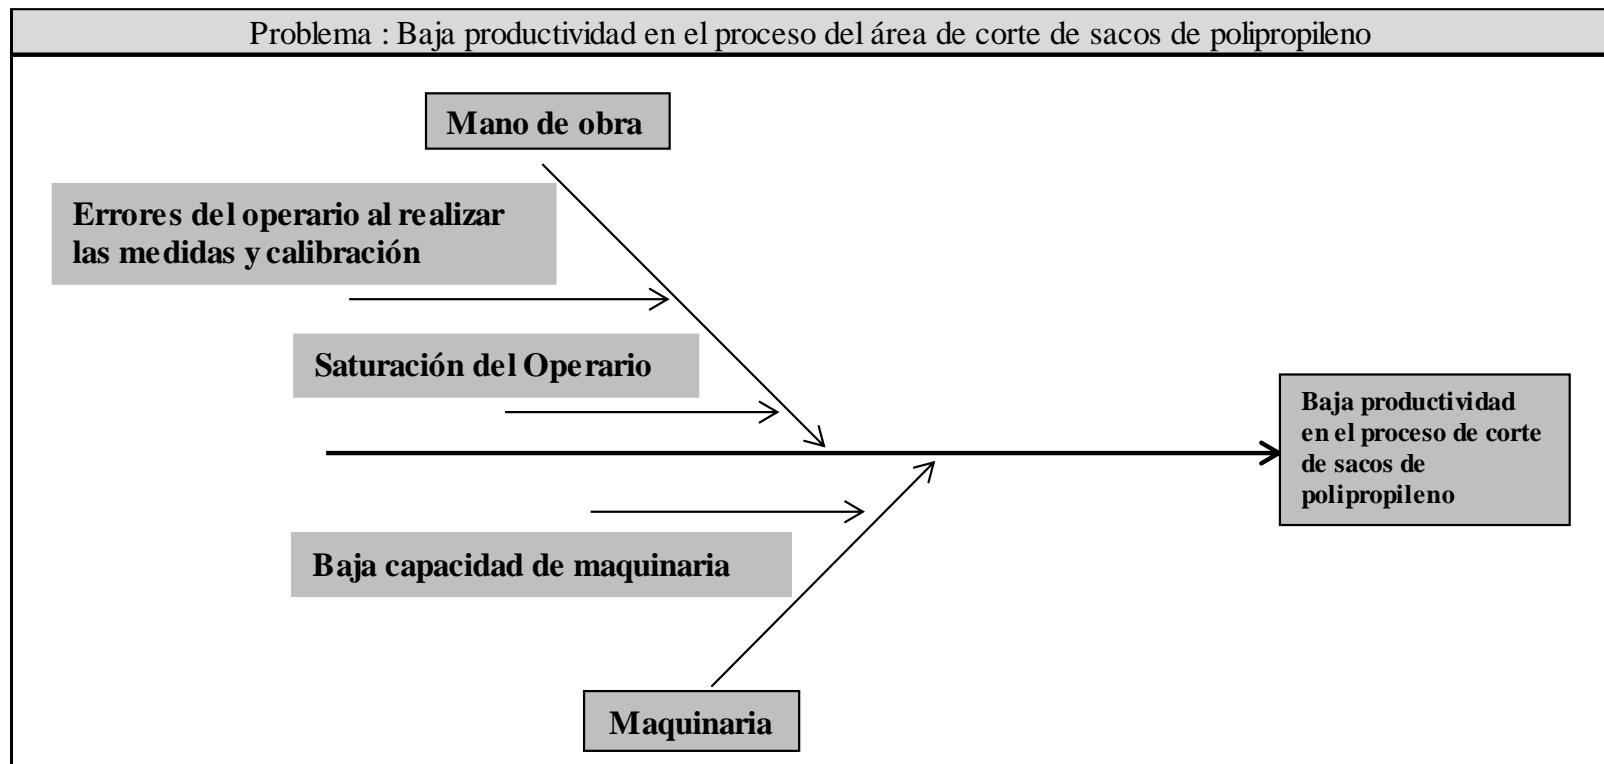 Problema : Baja productividad en el proceso del área de corte de sacos de polipropileno
Mano de obra
Errores del operario al realizar
las medidas y calibración
Saturación del Operario
Baja productividad
en el proceso de corte
de sacos de
polipropileno
Baja capacidad de maquinaria
Maquinaria